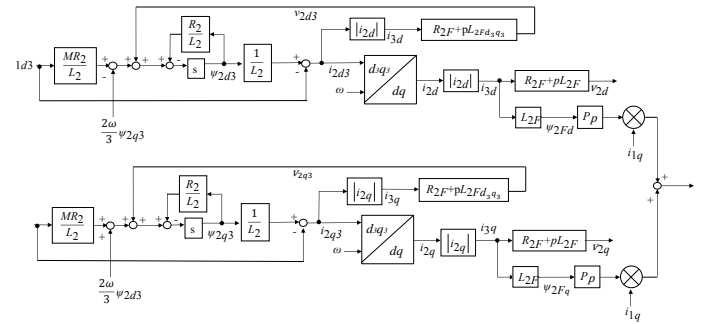 v2d3
R2
L2
|i2d|
i3d
R2F+pL2Fd3q3
1d3
MR2
L2
+
-
+
+
+
-
s
ψ2d3
1
L2
+
-
i2d3
d3q3
dq
ω
i2d
|i2d|
i3d
R2F+pL2F
v2d
L2F
ψ2Fd
Pp
i1q
2ω
3
ψ2q3
+
+
v2q3
R2
L2
|i2q|
i3q
R2F+pL2Fd3q3
MR2
L2
+
+
+
+
+
-
s
ψ2q3
1
L2
+
-
i2q3
d3q3
dq
ω
i2q
|i2q|
i3q
R2F+pL2F
v2q
L2F
ψ2Fq
Pp
i1q
2ω
3
ψ2d3